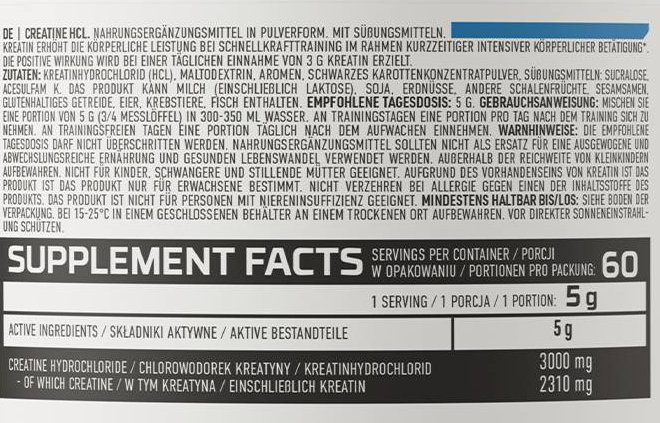 DE | CREATINE HCL. NAHRUNGSERGÄNZUNGSMITTEL IN PULVERFORM. MIT SÜßUNGSMITTELN.
KREATIN ERHÖHT DIE KÖRPERLICHE LEISTUNG BEI SCHNELLKRAFTTRAINING IM RAHMEN KURZZEITIGER INTENSIVER KÖRPERLICHER BETÄTIGUNG*.
DIE POSITIVE WIRKUNG WIRD BEI EINER TÄGLICHEN EINNAHME VON 3 G KREATIN ERZIELT.
ZUTATEN: KREATINHYDROCHLORID (HCL), MALTODEXTRIN, AROMEN, SCHWARZES KAROTTENKONZENTRATPULVER, SÜßUNGSMITTELN: SUCRALOSE,
ACESULFAM K. DAS PRODUKT KANN MILCH (EINSCHLIEßLICH LAKTOSE), SOJA, ERDNÜSSE, ANDERE SCHALENFRÜCHTE, SESAMSAMEN,
GLUTENHALTIGES GETREIDE, EIER, KREBSTIERE, FISCH ENTHALTEN. EMPFOHLENE TAGESDOSIS: 5 G. GEBRAUCHSANWEISUNG: MISCHEN SIE
EINE PORTION VON 5 G (3/4 MESSLÖFFEL) IN 300-350 ML WASSER. AN TRAININGSTAGEN EINE PORTION PRO TAG NACH DEM TRAINING SICH ZU
NEHMEN. AN TRAININGSFREIEN TAGEN EINE PORTION TÄGLICH NACH DEM AUFWACHEN EINNEHMEN. WARNHINWEISE: DIE EMPFOHLENE
TAGESDOSIS DARF NICHT ÜBERSCHRITTEN WERDEN. NAHRUNGSERGÄNZUNGSMITTEL SOLLTEN NICHT ALS ERSATZ FÜR EINE AUSGEWOGENE UND
ABWECHSLUNGSREICHE ERNÄHRUNG UND GESUNDEN LEBENSWANDEL VERWENDET WERDEN. AUßERHALB DER REICHWEITE VON KLEINKINDERN
AUFBEWAHREN. NICHT FÜR KINDER, SCHWANGERE UND STILLENDE MÜTTER GEEIGNET. AUFGRUND DES VORHANDENSEINS VON KREATIN IST DAS
PRODUKT IST DAS PRODUKT NUR FÜR ERWACHSENE BESTIMMT. NICHT VERZEHREN BEI ALLERGIE GEGEN EINEN DER INHALTSSTOFFE DES
PRODUKTS. DAS PRODUKT IST NICHT FÜR PERSONEN MIT NIERENINSUFFIZIENZ GEEIGNET. MINDESTENS HALTBAR BIS/LOS: SIEHE BODEN DER
VERPACKUNG. BEI 15-25°C IN EINEM GESCHLOSSENEN BEHÄLTER AN EINEM TROCKENEN ORT AUFBEWAHREN. VOR DIREKTER SONNENEINSTRAHL-
UNG SCHÜTZEN.
SUPPLEMENT FACTS SERVINGS PER CONTAINER / PORCJI
W OPAKOWANIU / PORTIONEN PRO PACKUNG: 60
1 SERVING / 1 PORCJA / 1 PORTION: 5 g
ACTIVE INGREDIENTS / SKŁADNIKI AKTYWNE / AKTIVE BESTANDTEILE 5 g
CREATINE HYDROCHLORIDE / CHLOROWODOREK KREATYNY / KREATINHYDROCHLORID 3000 mg
- OF WHICH CREATINE / W TYM KREATYNA / EINSCHLIEßLICH KREATIN 2310 mg